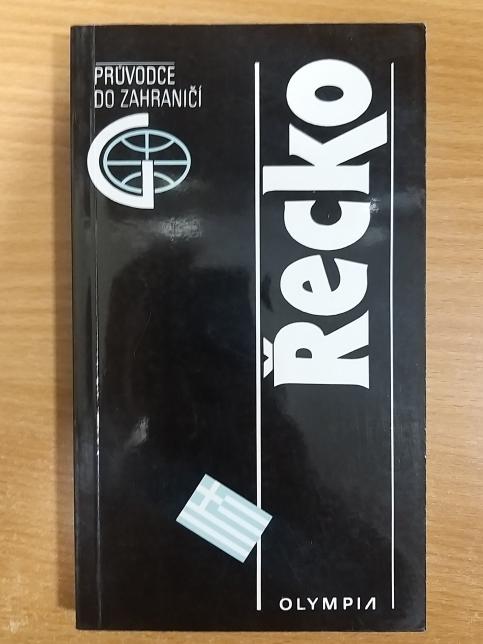 PRŮVODCE
DO ZAHRANIČÍ
Řecko
OLYMPIA